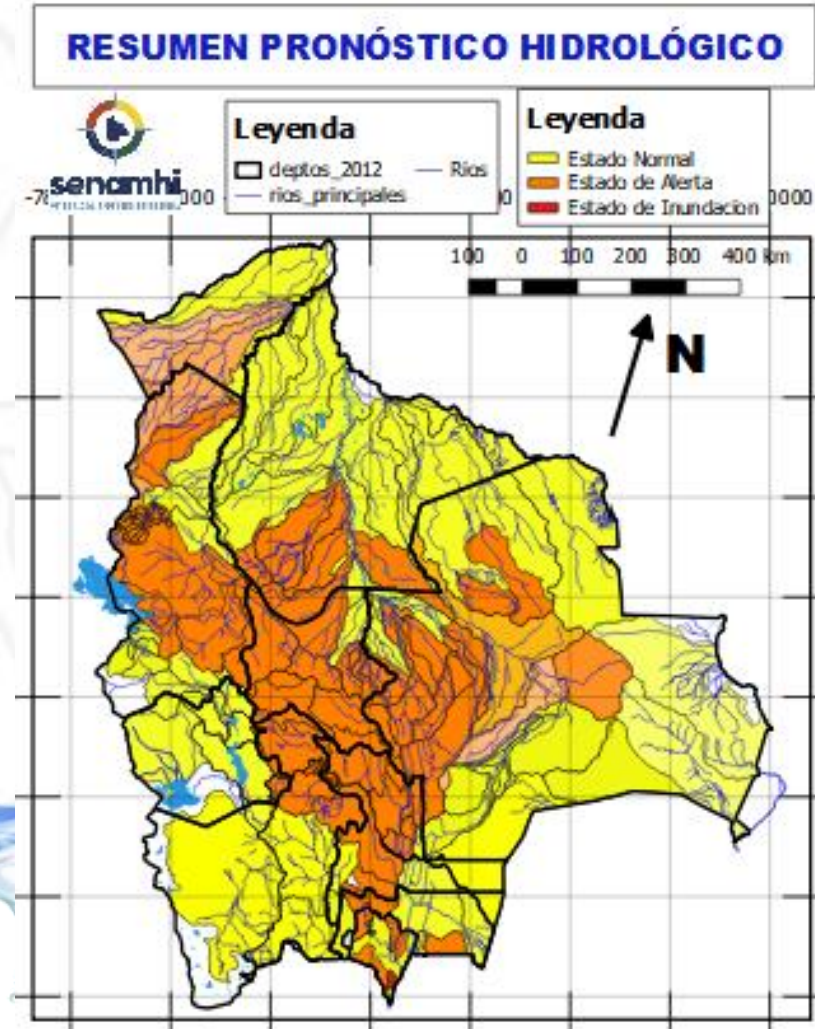 RESUMEN PRONÓSTICO HIDROLÓGICO
senamhi
Leyenda
deptos_2012
Rios
rios_principales
Leyenda
Estado Normal
Estado de Alerta
Estado de Inundacion
100 0 100 200 300 400 km
N